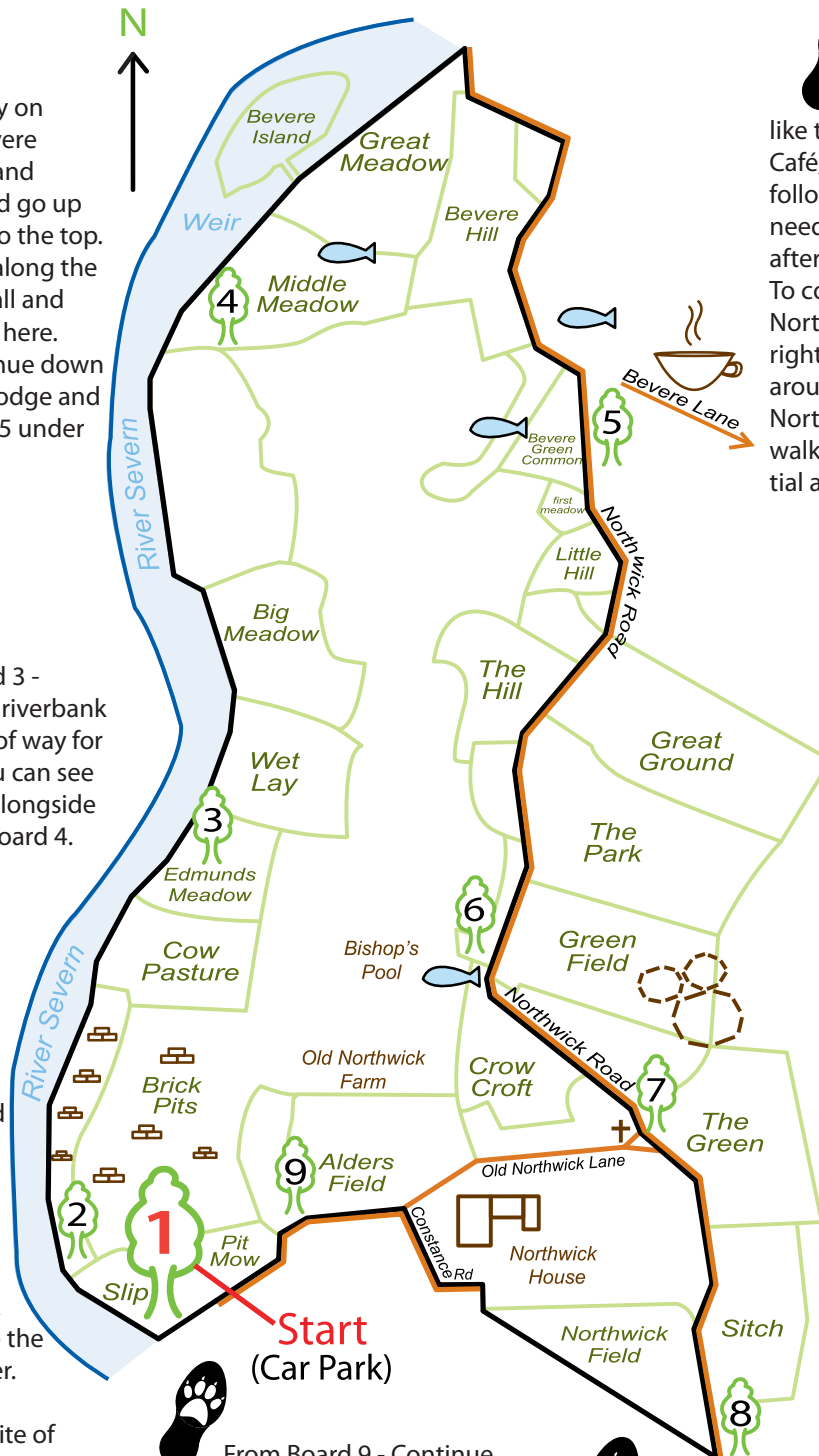 N
y on
vere
and
d go up
o the top.
along the
all and
here.
nue down
odge and
5 under
like t
Café,
follo
need
after
To co
Nort
right
arou
Nort
walk
tial a
Bevere
Island
Great
Meadow
Weir
Bevere
Hill
Middle
Meadow
4
Bevere Lane
5
Bevere
Green
Common
River Severn
first
meadow
Northwick Road
Little
Hill
Big
Meadow
The
Hill
d 3 -
riverbank
of way for
u can see
longside
oard 4.
Great
Ground
Wet
Lay
3
The
Park
Edmunds
Meadow
6
Green
Field
Cow
Pasture
Bishop's
Pool
River Severn
Northwick Road
Old Northwick
Farm
Crow
Croft
Brick
Pits
7
The
Green
d
Old Northwick Lane
9
Alders
Field
2
1
Pit
Mow
Constance Rd
Northwick
House
Slip
Start
(Car Park)
Northwick
Field
Sitch
o the
er.
8
ite of
From Board 9 - Continue